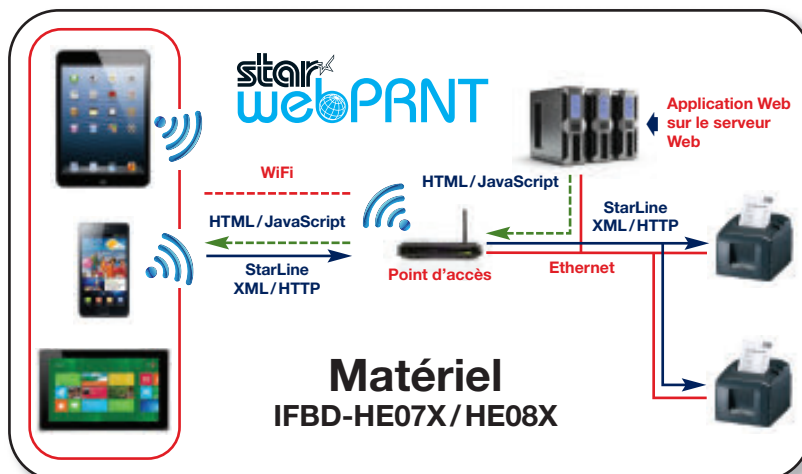 star
webPRNT
Application Web
sur le serveur
Web
WiFi
HTML/JavaScript
HTML/JavaScript
StarLine
XML/HTTP
StarLine
XML/HTTP
Point d'accès
Ethernet
Matériel
IFBD-HE07X/HE08X